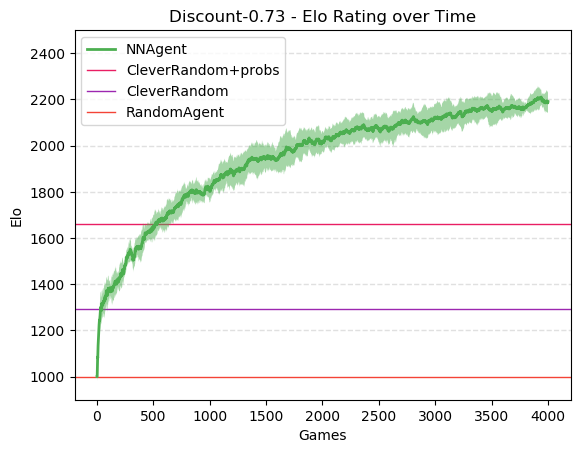 Discount-0.73 - Elo Rating over Time
NNAgent
CleverRandom+probs
CleverRandom
RandomAgent
Elo
2400
2200
2000
1800
1600
1400
1200
1000
0 500 1000 1500 2000 2500 3000 3500 4000
Games